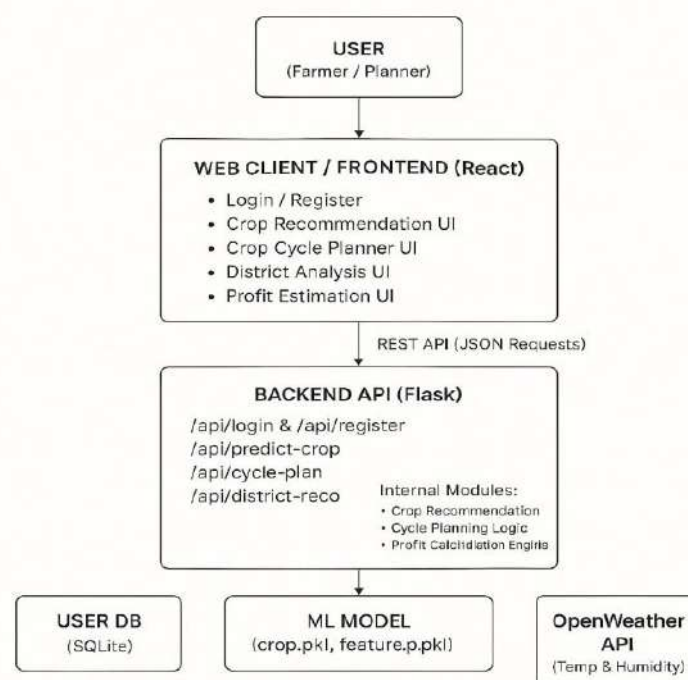 USER
(Farmer / Planner)
WEB CLIENT / FRONTEND (React)
• Login / Register
• Crop Recommendation UI
• Crop Cycle Planner UI
• District Analysis UI
• Profit Estimation UI
REST API (JSON Requests)
BACKEND API (Flask)
/api/login & /api/register
/api/predict-crop
/api/cycle-plan
/api/district-reco
Internal Modules:
• Crop Recommendation
• Cycle Planning Logic
• Profit Calcihdiation Engiris
USER DB
(SQLite)
ML MODEL
(crop.pkl, feature.p.pkl)
OpenWeather
API
(Temp & Humidity)